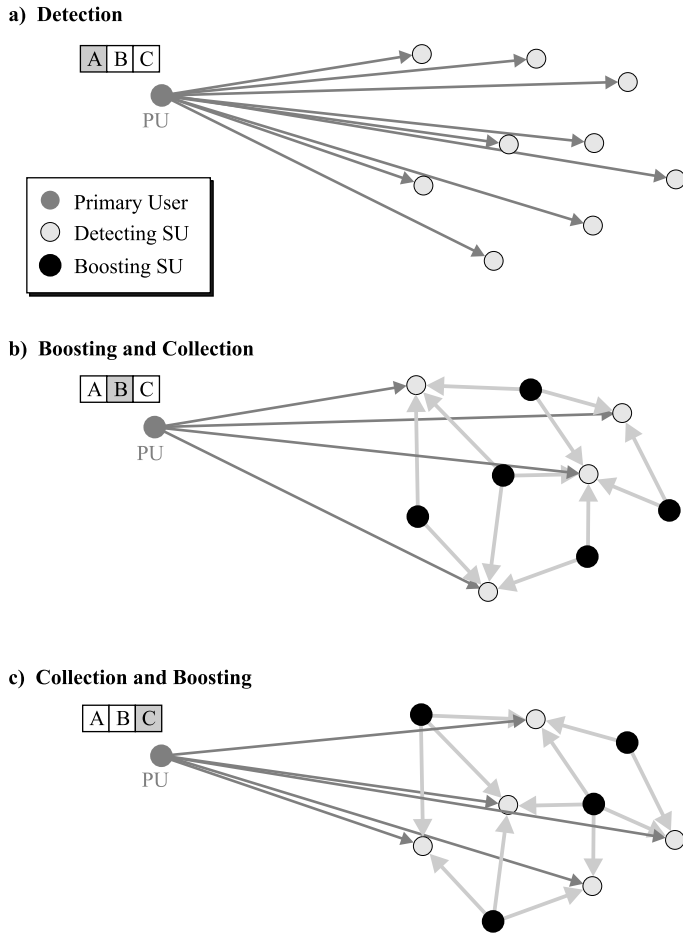 a) Detection
A B C
PU
Primary User
Detecting SU
Boosting SU
b) Boosting and Collection
A B C
PU
c) Collection and Boosting
A B C
PU